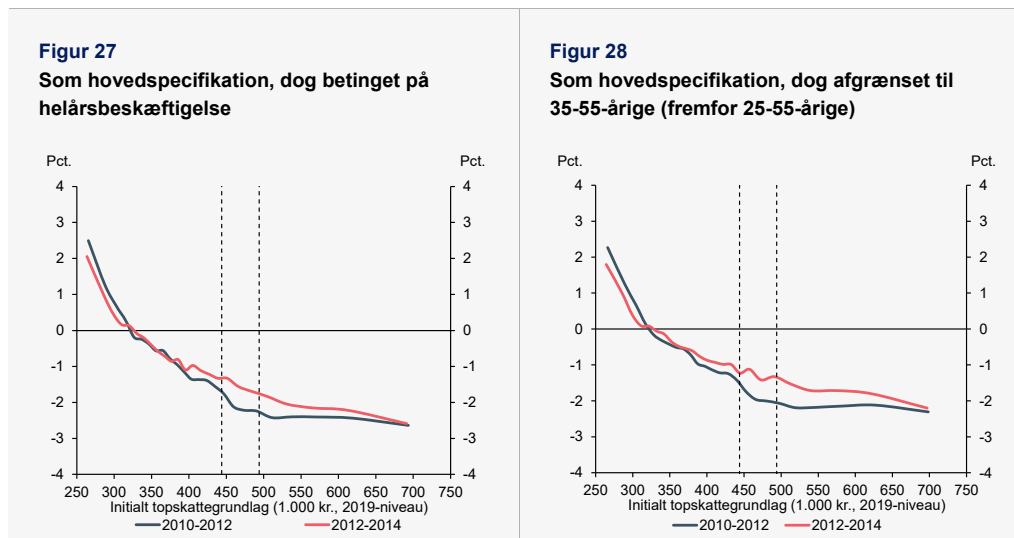 Figur 27
Som hovedspecifikation, dog betinget på
helårsbeskæftigelse
Pct.
Pct.
4
3
2
1
0
-1
-2
-3
-4
4
3
2
1
0
-1
-2
-3
-4
250 300 350 400 450 500 550 600 650 700 750
Initialt topskattegrundlag (1.000 kr., 2019-niveau)
2010-2012 2012-2014
Figur 28
Som hovedspecifikation, dog afgrænset til
35-55-årige (fremfor 25-55-årige)
Pct.
Pct.
4
3
2
1
0
-1
-2
-3
-4
4
3
2
1
0
-1
-2
-3
-4
250 300 350 400 450 500 550 600 650 700 750
Initialt topskattegrundlag (1.000 kr., 2019-niveau)
2010-2012 2012-2014